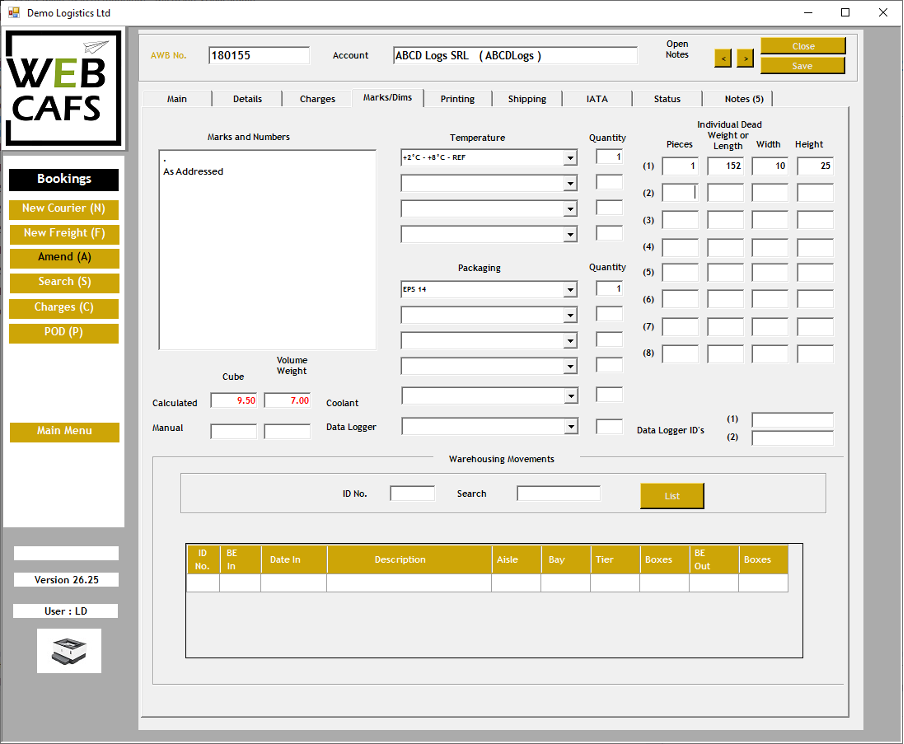 Demo Logistics Ltd
WEB
CAFS
AWB No.
180155
Account
ABCD Logs SRL ( ABCDLogs )
Open
Notes
<
>
Close
Save
Main
Details
Charges
Marks/Dims
Printing
Shipping
IATA
Status
Notes (5)
Bookings
New Courier (N)
New Freight (F)
Amend (A)
Search (S)
Charges (C)
POD (P)
Main Menu
Version 26.25
User : LD
Marks and Numbers
.
As Addressed
Temperature
Quantity
+2°C - +8°C - REF
1
Packaging
Quantity
EPS 14
1
Individual Dead
Weight or
Pieces Length Width Height
(1) 1 152 10 25
(2)
(3)
(4)
(5)
(6)
(7)
(8)
Cube
Volume
Weight
Calculated 9.50 7.00
Manual
Coolant
Data Logger
Data Logger ID's
(1)
(2)
Warehousing Movements
ID No.
Search
List
ID No.
BE In
Date In
Description
Aisle
Bay
Tier
Boxes
BE Out
Boxes